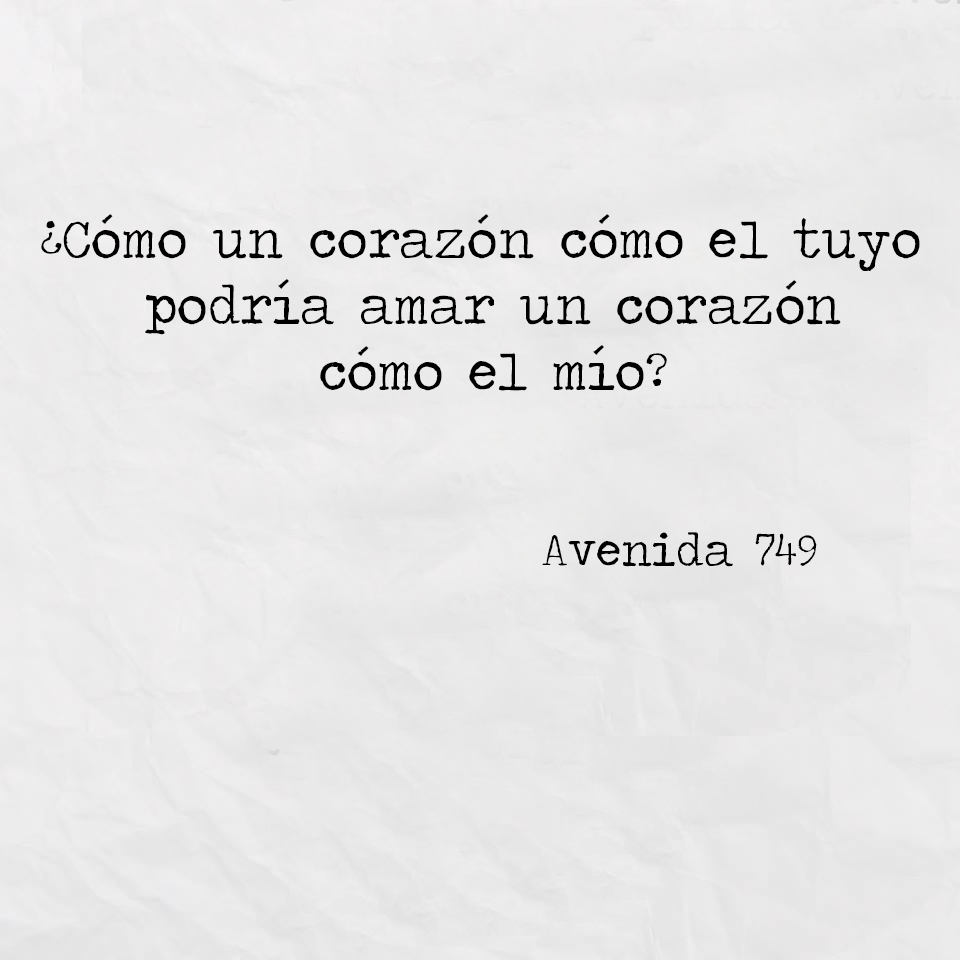 ¿Cómo un corazón cómo el tuyo
podría amar un corazón
cómo el mío?
Avenida 749